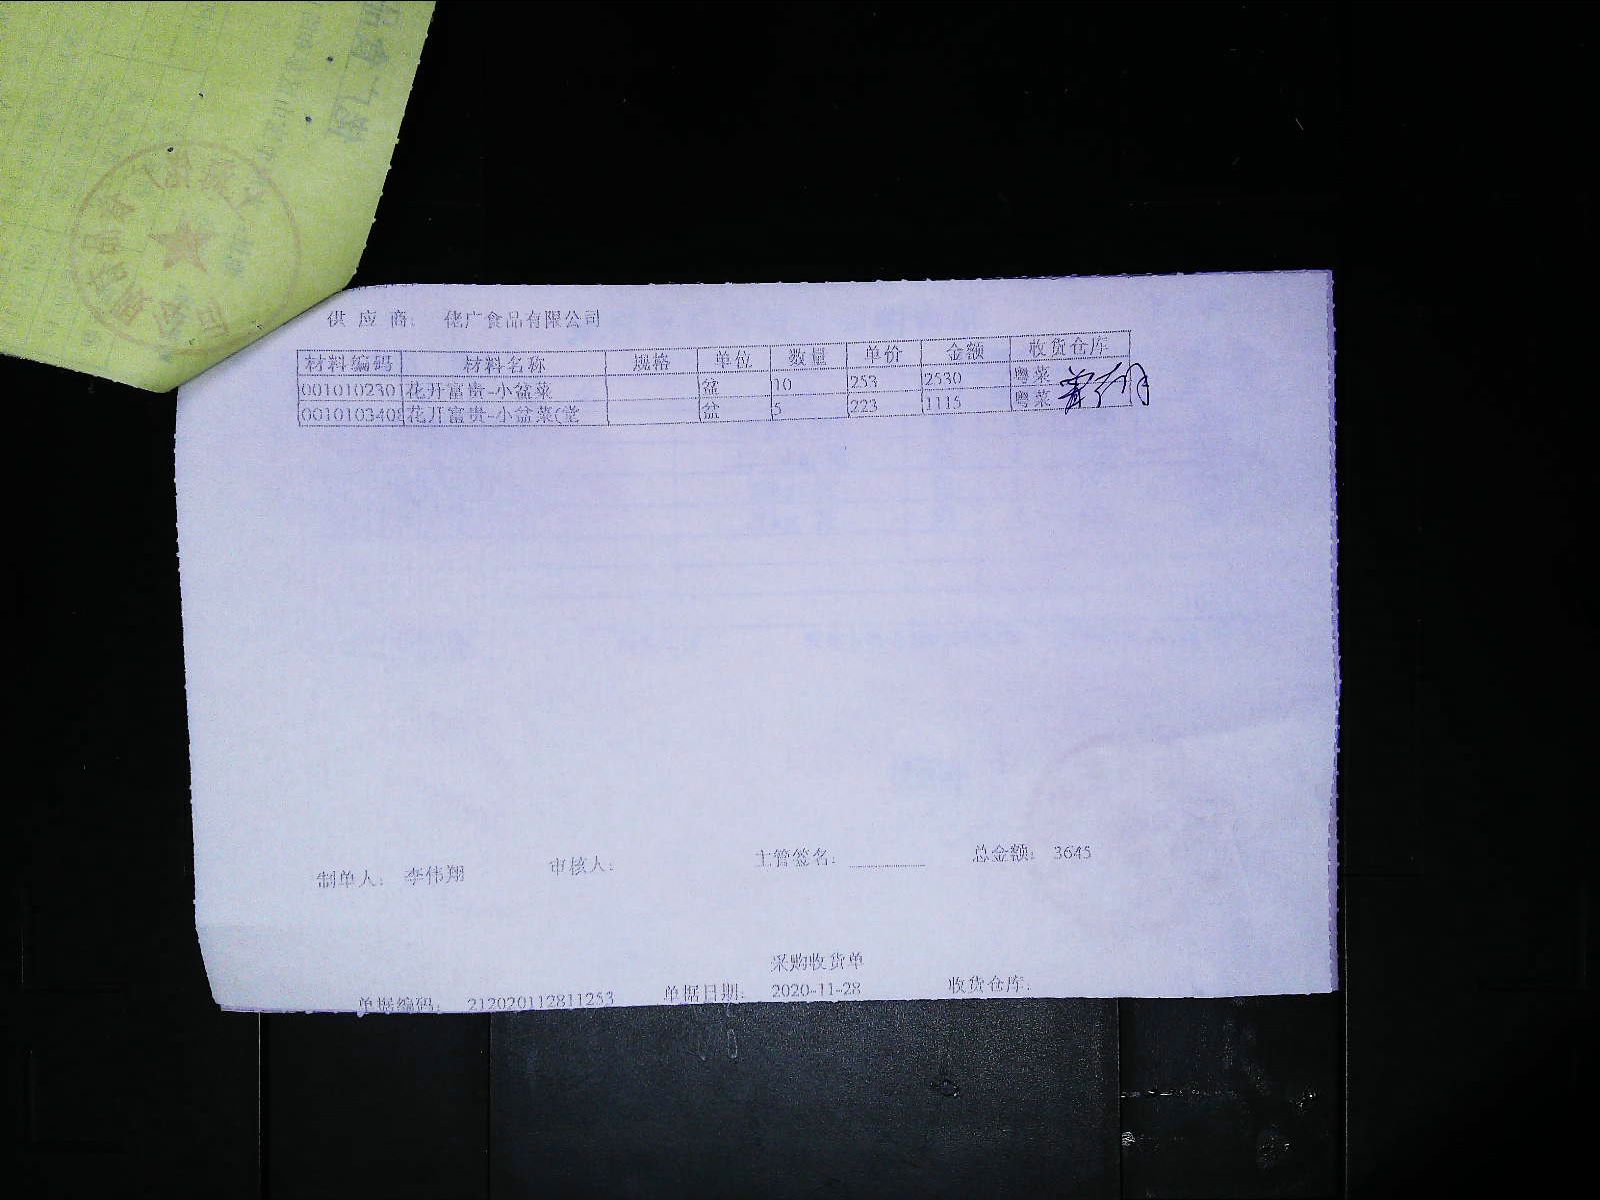 供 应 商： 佬广食品有限公司
材料编码 材料名称 规格 单位 数量 单价 金额 收货仓库
001010230 花开富贵-小盆菜 盆 10 253 2530 粤菜
001010340 花开富贵-小盆菜(堂 盆 5 223 1115 粤菜
制单人： 李伟翔 审核人： 主管签名： 总金额： 3645
采购收货单
单据编码： 212020112811253 单据日期： 2020-11-28 收货仓库：